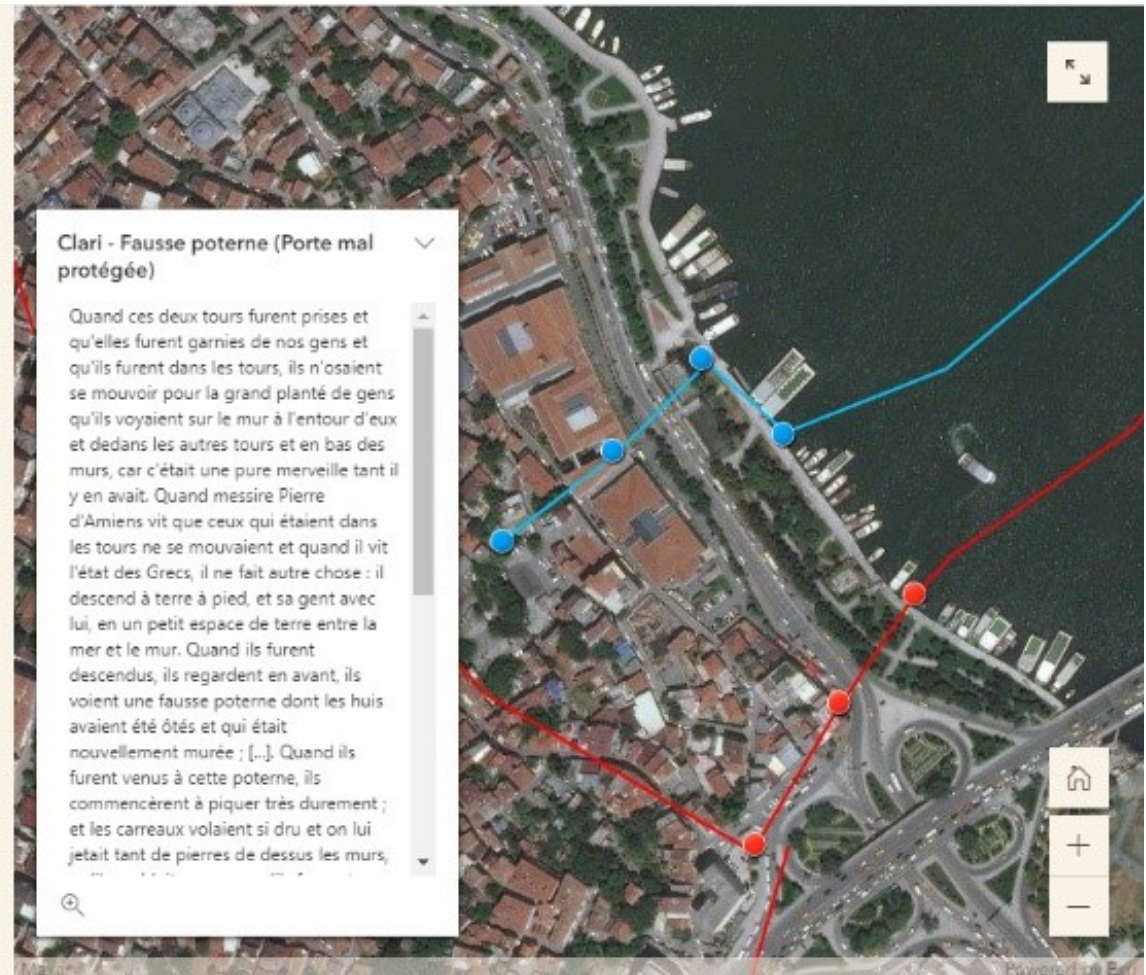 Clari - Fausse poterne (Porte mal
protégée)
Quand ces deux tours furent prises et
qu'elles furent garnies de nos gens et
qu'ils furent dans les tours, ils n'osaient
se mouvoir pour la grand planté de gens
qu'ils voyaient sur le mur à l'entour d'eux
et dedans les autres tours et en bas des
murs, car c'était une pure merveille tant il
y en avait. Quand messire Pierre
d'Amiens vit que ceux qui étaient dans
les tours ne se mouvaient et quand il vit
l'état des Grecs, il ne fait autre chose : il
descend à terre à pied, et sa gent avec
lui, en un petit espace de terre entre la
mer et le mur. Quand ils furent
descendus, ils regardent en avant, ils
voient une fausse poterne dont les huis
avaient été ôtés et qui était
nouvellement murée ; [...]. Quand ils
furent venus à cette poterne, ils
commencèrent à piquer très durement ;
et les carreaux volaient si dru et on lui
jetait tant de pierres de dessus les murs,